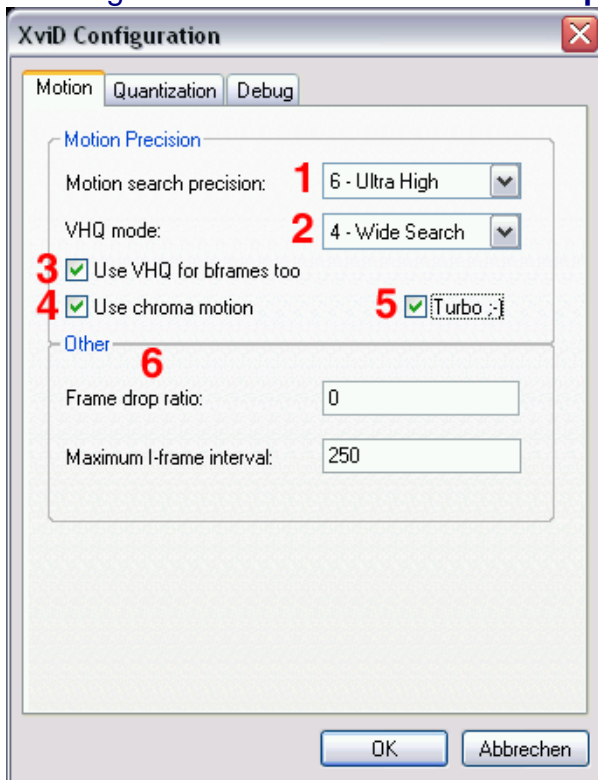 XviD Configuration
Motion Quantization Debug
Motion Precision
Motion search precision: 1 6 - Ultra High
VHQ mode: 2 4 - Wide Search
3 Use VHQ for bframes too
4 Use chroma motion 5 Turbo ;-)
Other
6
Frame drop ratio: 0
Maximum I-frame interval: 250
OK Abbrechen